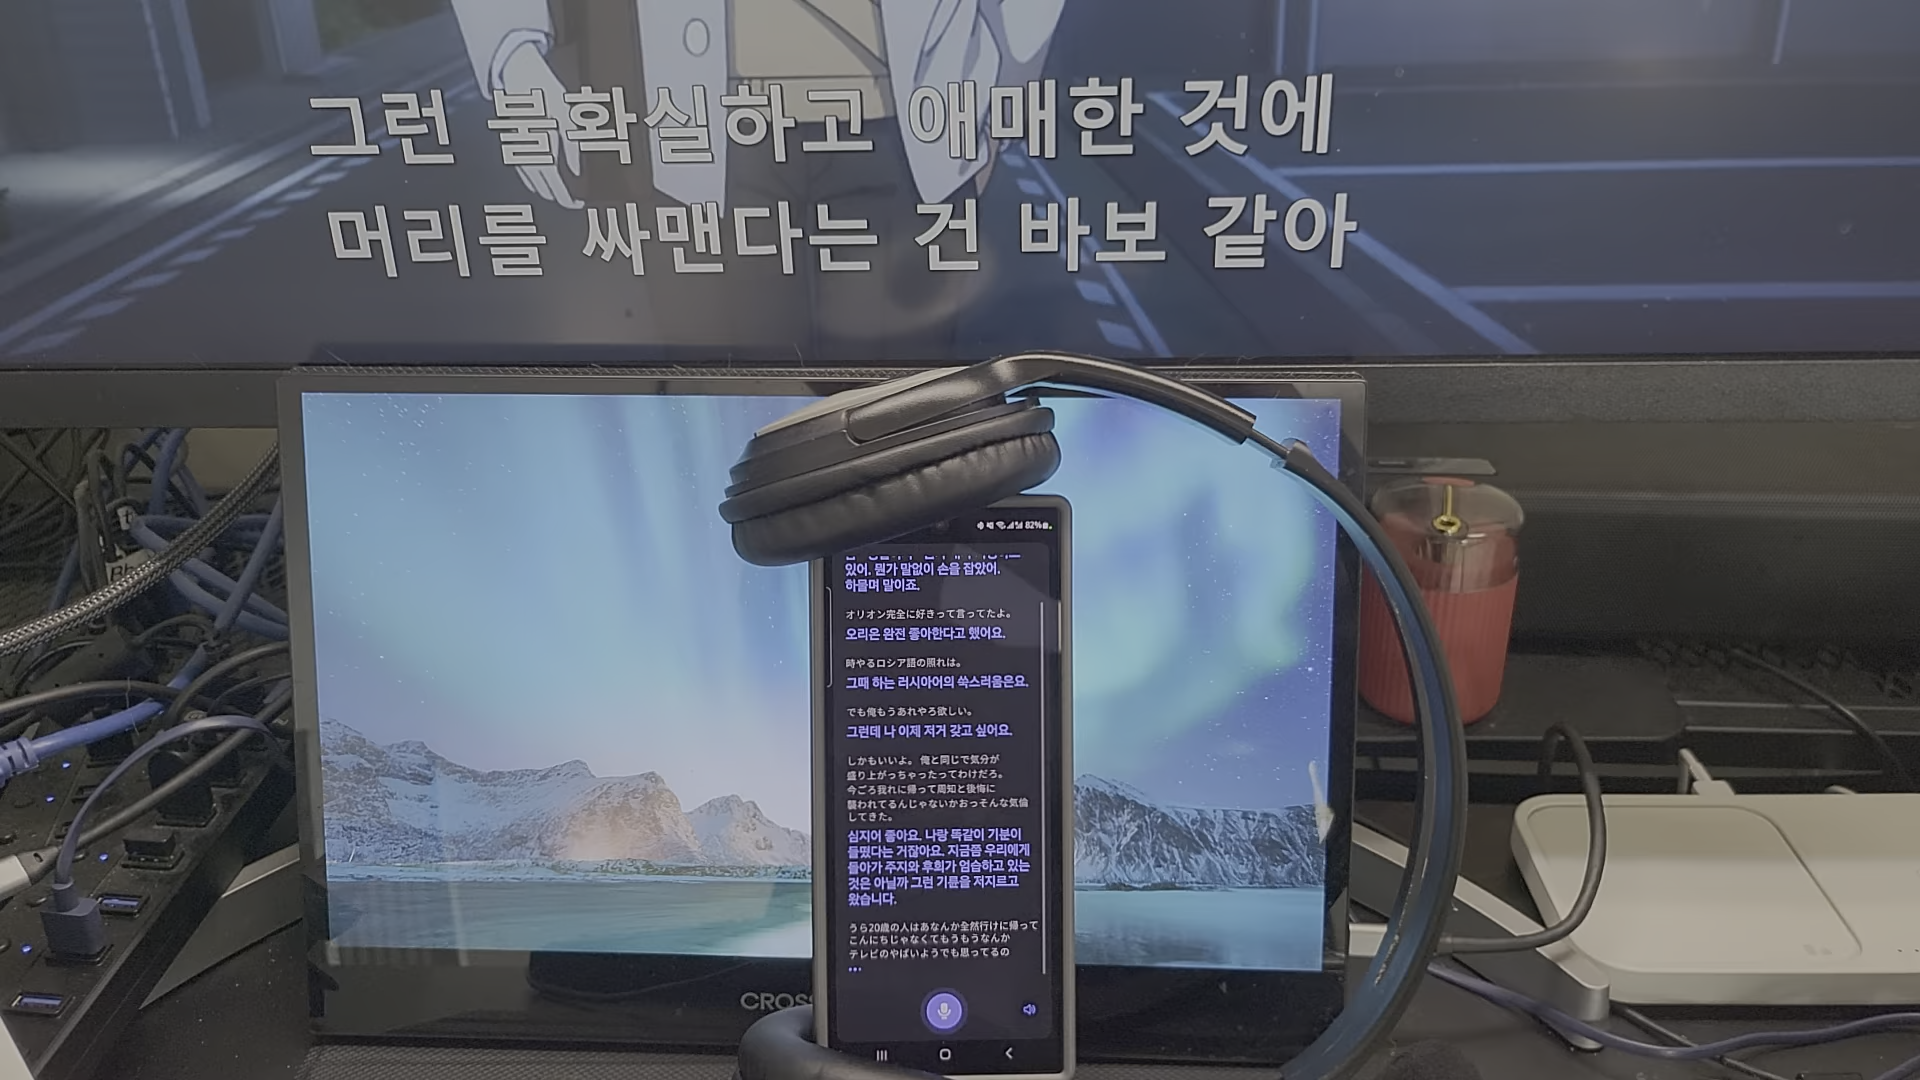 그런 불확실하고 애매한 것에
머리를 싸맨다는 건 바보 같아
82%
있어. 뭔가 말없이 손을 잡았어.
하물며 말이죠.
オリオン完全に好きって言ってたよ。
오리온 완전 좋아한다고 했어요.
時やるロシア語の照れは。
그때 하는 러시아어의 쑥스러움은요.
でも俺もうあれやろ欲しい。
그런데 나 이제 저거 갖고 싶어요.
しかもいいよ。 俺と同じで気分が
盛り上がっちゃったってわけだろ。
今ごろ我れに帰って周知と後悔に
襲われてるんじゃないかおっそんな気倫
してきた。
심지어 좋아요. 나랑 똑같이 기분이
들떴다는 거잖아요. 지금쯤 우리에게
돌아가 주지와 후회가 엄습하고 있는
것은 아닐까 그런 기륜을 저지르고
왔습니다.
うら20歳の人はあなんか全然行けに帰って
こんにちじゃなくてもうもうなんか
テレビのやばいようでも思ってるの
CROSS